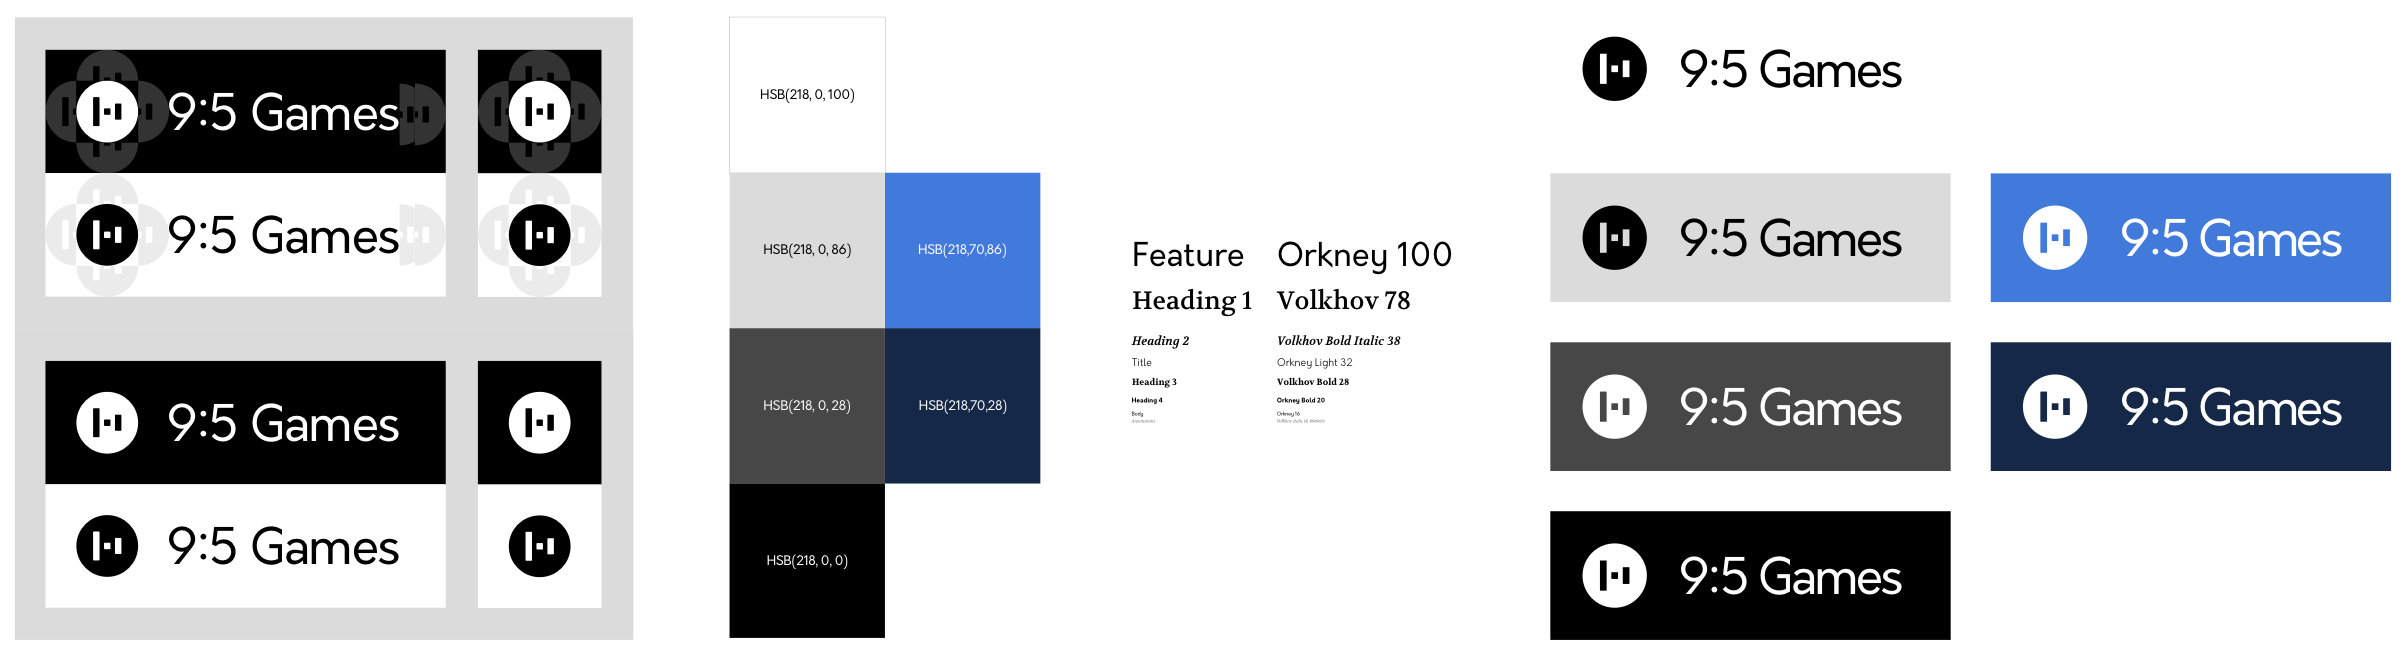 9:5 Games
9:5 Games
9:5 Games
9:5 Games
HSB(218, 0, 100)
HSB(218, 0, 86)
HSB(218,70,86)
HSB(218, 0, 28)
HSB(218,70,28)
HSB(218, 0, 0)
Feature Orkney 100
Heading 1 Volkhov 78
Heading 2 Volkhov Bold Italic 38
Title Orkney Light 32
Heading 3 Volkhov Bold 28
Heading 4 Orkney Bold 20
Body Orkney 16
9:5 Games
9:5 Games
9:5 Games
9:5 Games
9:5 Games
9:5 Games